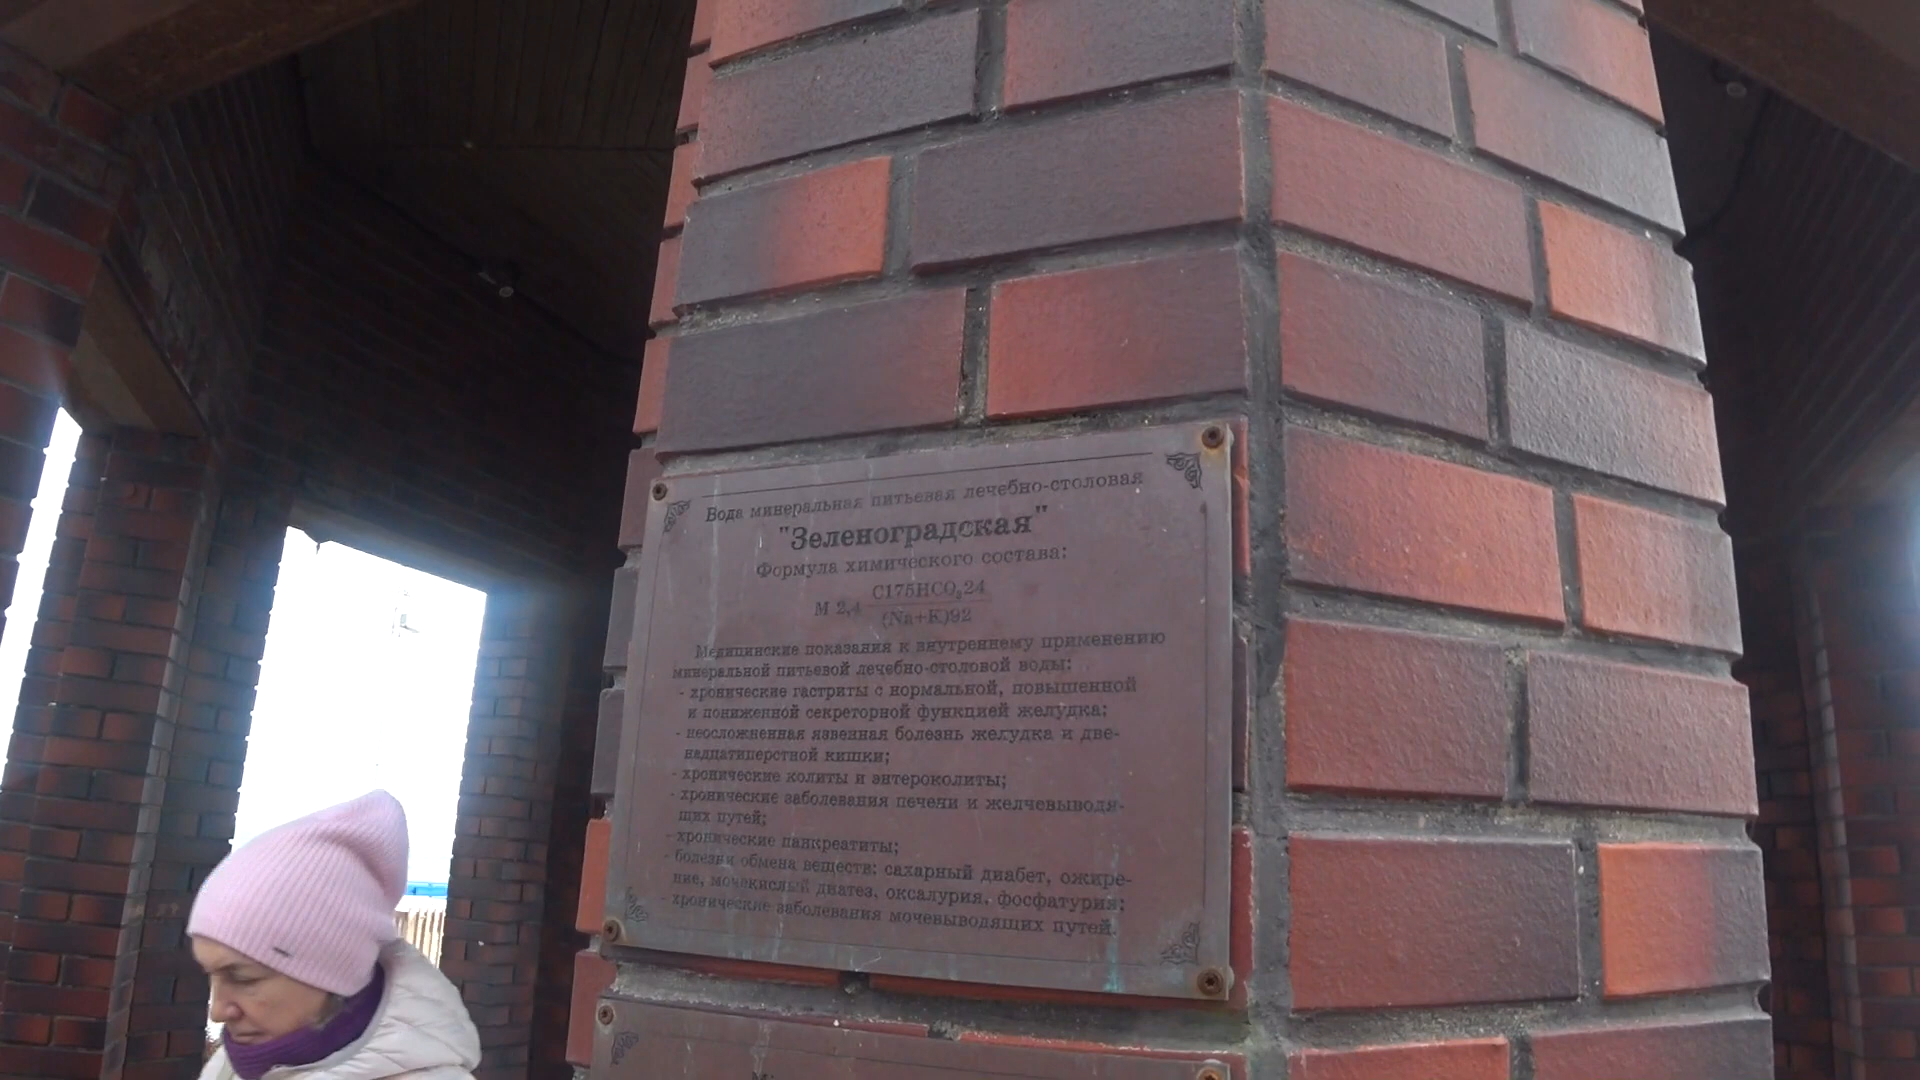 Вода минеральная питьевая лечебно-столовая
"Зеленоградская"
Формула химического состава:
М 2,4 Cl75HCO₃24
(Na+K)92
Медицинские показания к внутреннему применению
минеральной питьевой лечебно-столовой воды:
- хронические гастриты с нормальной, повышенной
и пониженной секреторной функцией желудка;
- неосложненная язвенная болезнь желудка и две-
надцатиперстной кишки;
- хронические колиты и энтероколиты;
- хронические заболевания печени и желчевыводя-
щих путей;
- хронические панкреатиты;
- болезни обмена веществ: сахарный диабет, ожире-
ние, мочекислый диатез, оксалурия, фосфатурия;
- хронические заболевания мочевыводящих путей.